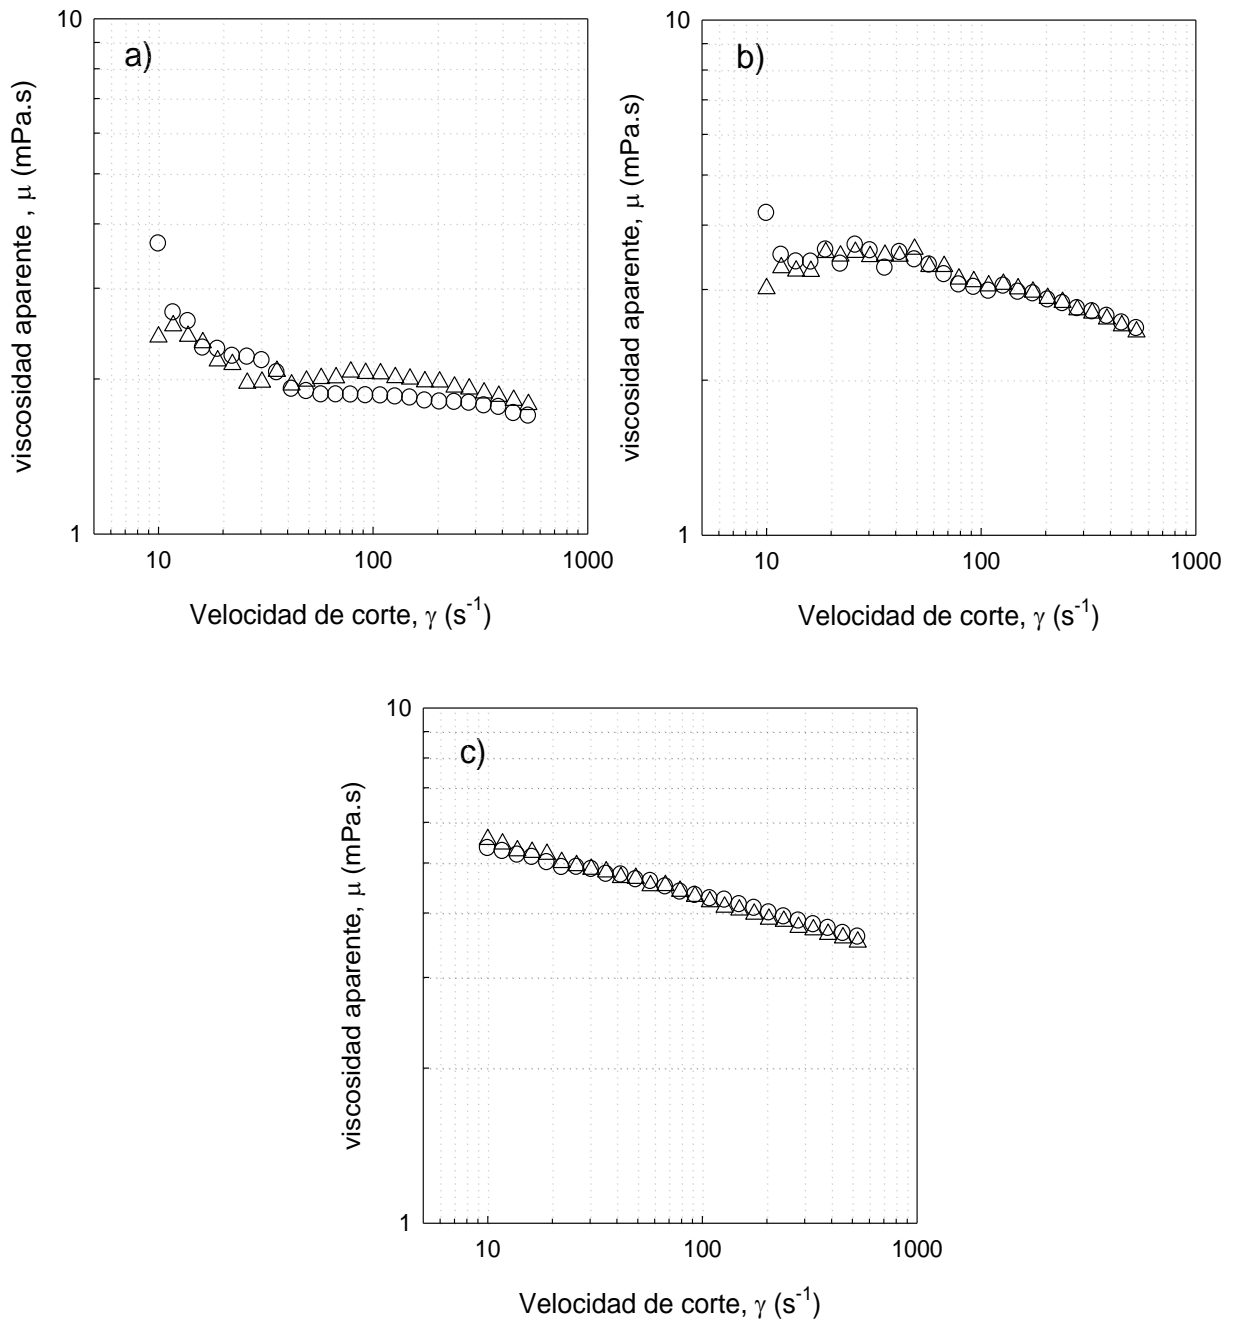 10
a)
viscosidad aparente , μ (mPa.s)
1
10
100
1000
Velocidad de corte, γ (s⁻¹)
10
b)
viscosidad aparente, μ (mPa.s)
1
10
100
1000
Velocidad de corte, γ (s⁻¹)
10
c)
viscosidad aparente, μ (mPa.s)
1
10
100
1000
Velocidad de corte, γ (s⁻¹)